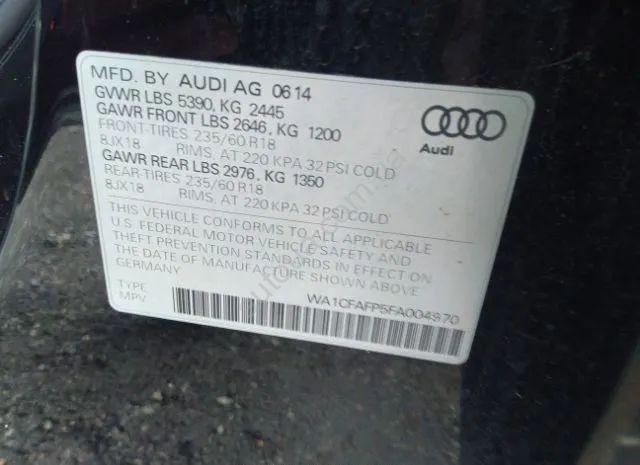 MFD. BY AUDI AG 0614
GVWR LBS 5390, KG 2445
GAWR FRONT LBS 2646, KG 1200
FRONT-TIRES 235/60 R18
8JX18 RIMS, AT 220 KPA 32 PSI COLD
GAWR REAR LBS 2976, KG 1350
REAR-TIRES 235/60 R18
8JX18 RIMS, AT 220 KPA 32 PSI COLD
Audi
THIS VEHICLE CONFORMS TO ALL APPLICABLE
U.S. FEDERAL MOTOR VEHICLE SAFETY AND
THEFT PREVENTION STANDARDS IN EFFECT ON
THE DATE OF MANUFACTURE SHOWN ABOVE
GERMANY
TYPE
MPV
WA1CFAFP5FA004970